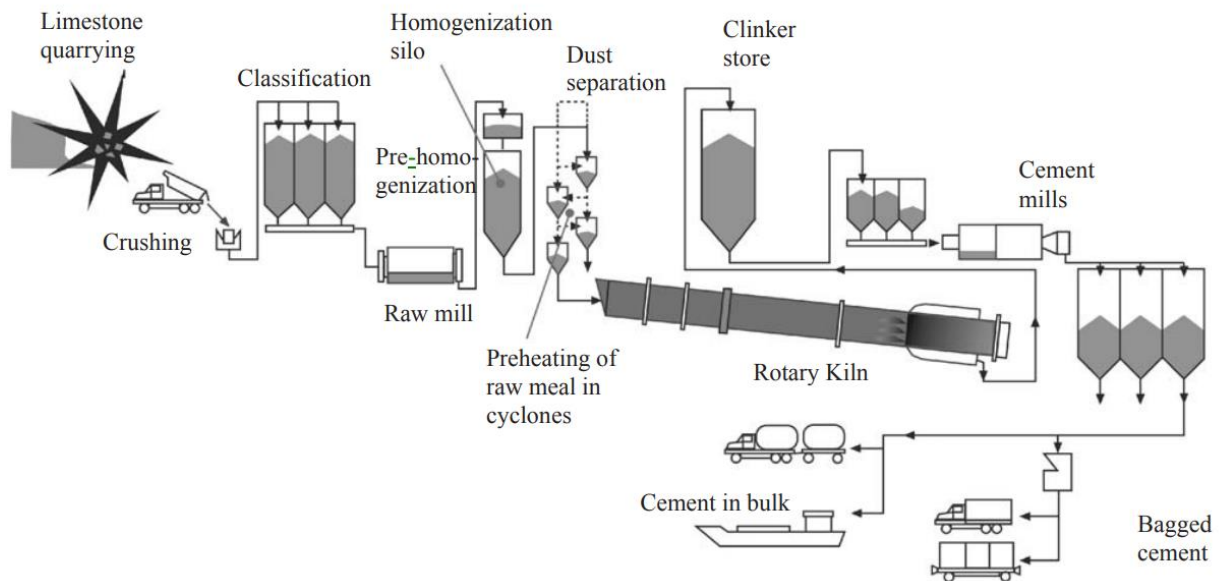 Limestone
quarrying
Classification
Homogenization
silo
Dust
separation
Clinker
store
Pre-homo-
genization
Cement
mills
Crushing
Raw mill
Preheating of
raw meal in
cyclones
Rotary Kiln
Cement in bulk
Bagged
cement